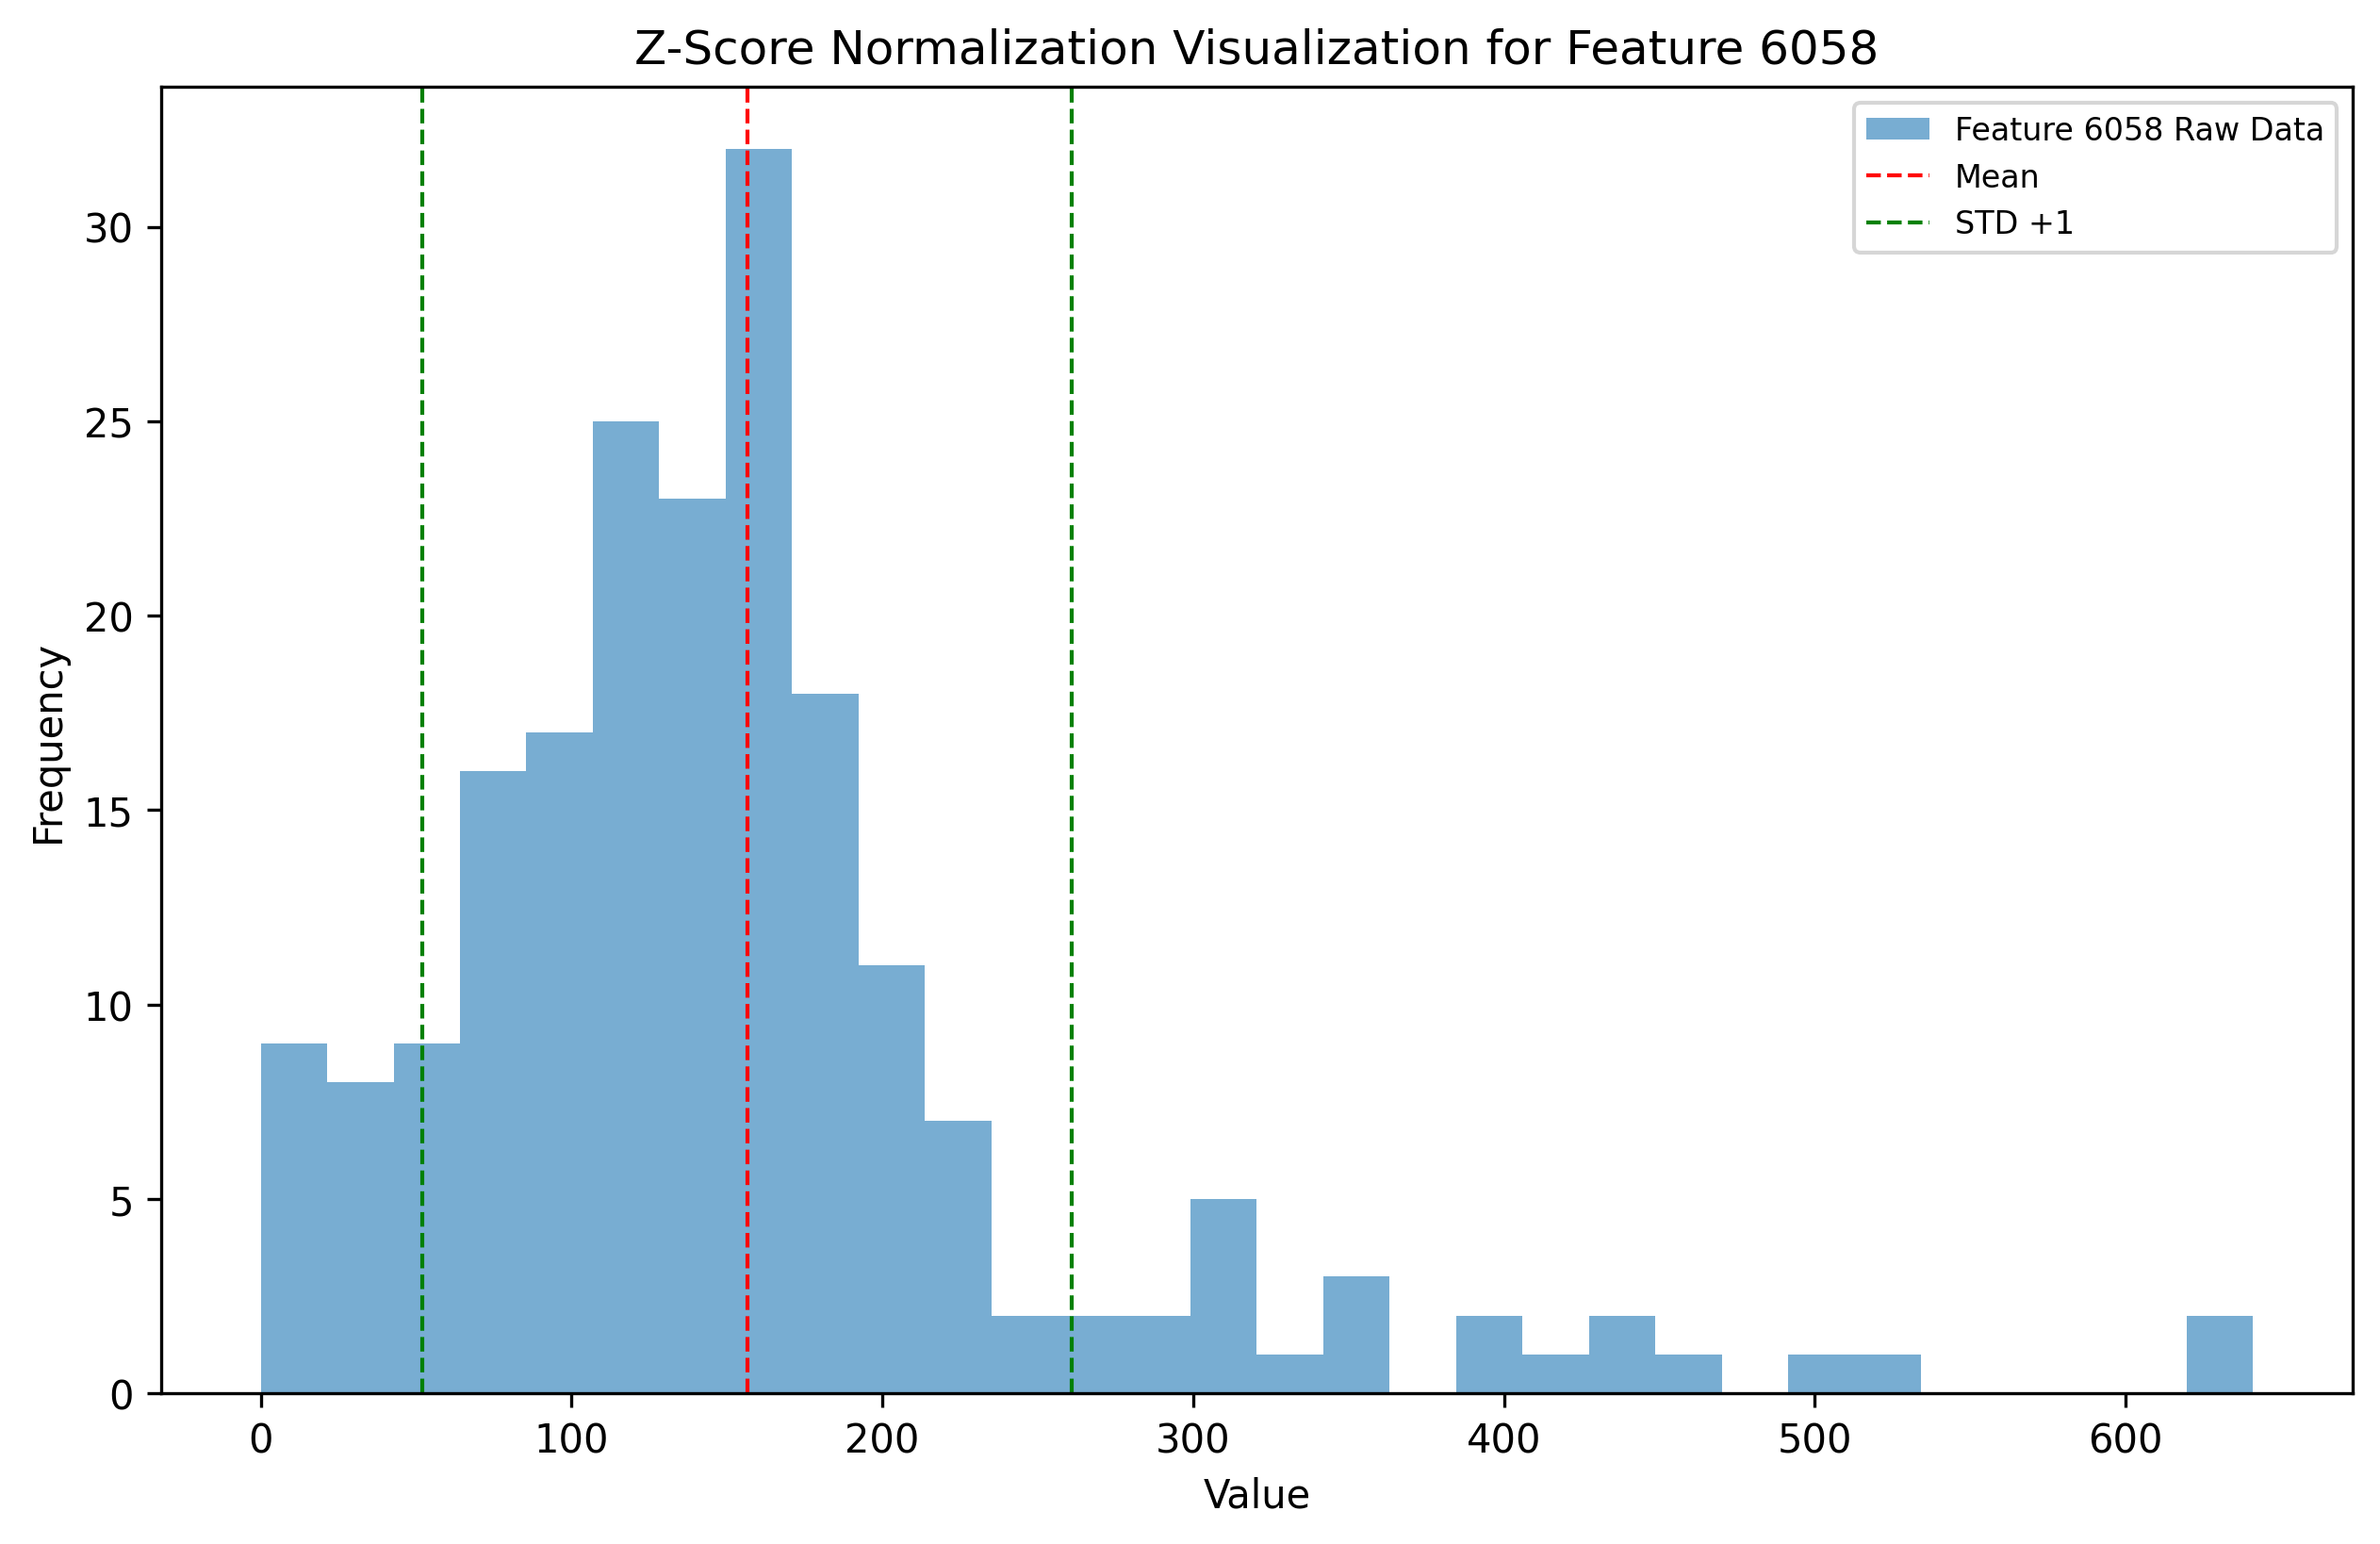 Z-Score Normalization Visualization for Feature 6058
Feature 6058 Raw Data
Mean
STD +1
Frequency
30
25
20
15
10
5
0
0 100 200 300 400 500 600
Value